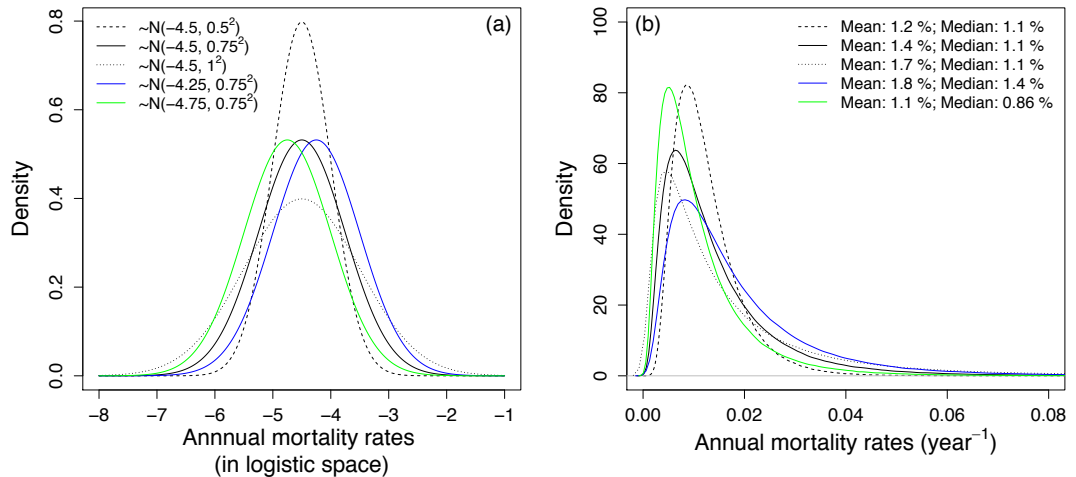 (a)
~N(−4.5, 0.5²)
~N(−4.5, 0.75²)
~N(−4.5, 1²)
~N(−4.25, 0.75²)
~N(−4.75, 0.75²)
Density
0.0
0.2
0.4
0.6
0.8
−8
−7
−6
−5
−4
−3
−2
−1
Annnual mortality rates
(in logistic space)
(b)
Mean: 1.2 %; Median: 1.1 %
Mean: 1.4 %; Median: 1.1 %
Mean: 1.7 %; Median: 1.1 %
Mean: 1.8 %; Median: 1.4 %
Mean: 1.1 %; Median: 0.86 %
Density
0
20
40
60
80
100
0.00
0.02
0.04
0.06
0.08
Annual mortality rates (year⁻¹)